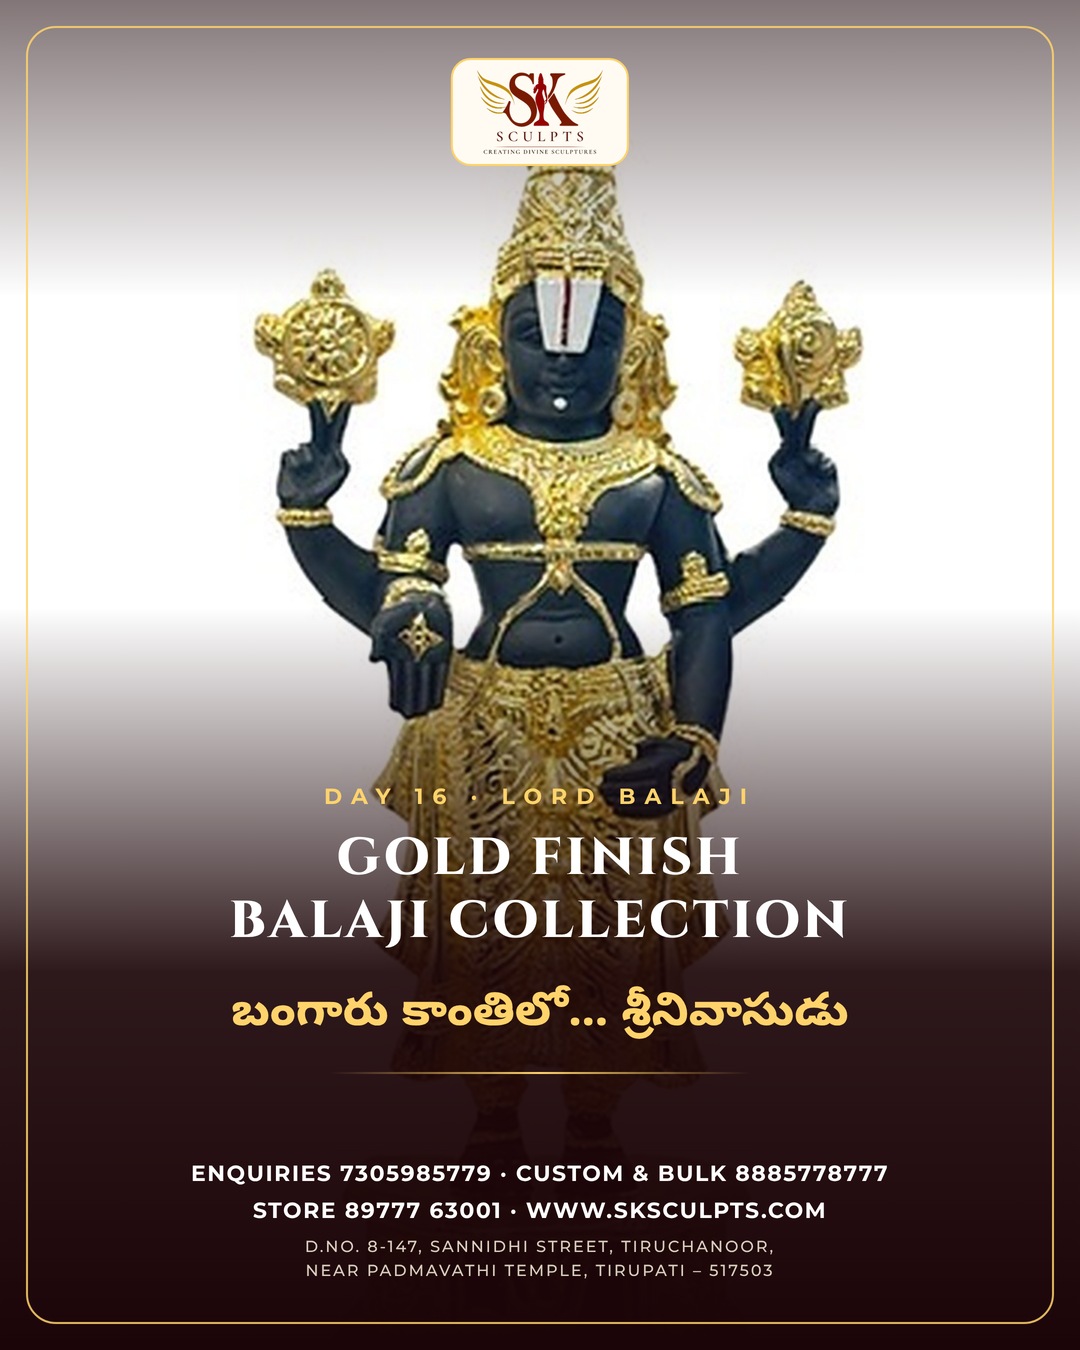 SK
SCULPTS
CREATING DIVINE SCULPTURES
DAY 16 · LORD BALAJI
GOLD FINISH
BALAJI COLLECTION
బంగారు కాంతిలో... శ్రీనివాసుడు
ENQUIRIES 7305985779 · CUSTOM & BULK 8885778777
STORE 89777 63001 · WWW.SKSCULPTS.COM
D.NO. 8-147, SANNIDHI STREET, TIRUCHANOOR,
NEAR PADMAVATHI TEMPLE, TIRUPATI – 517503